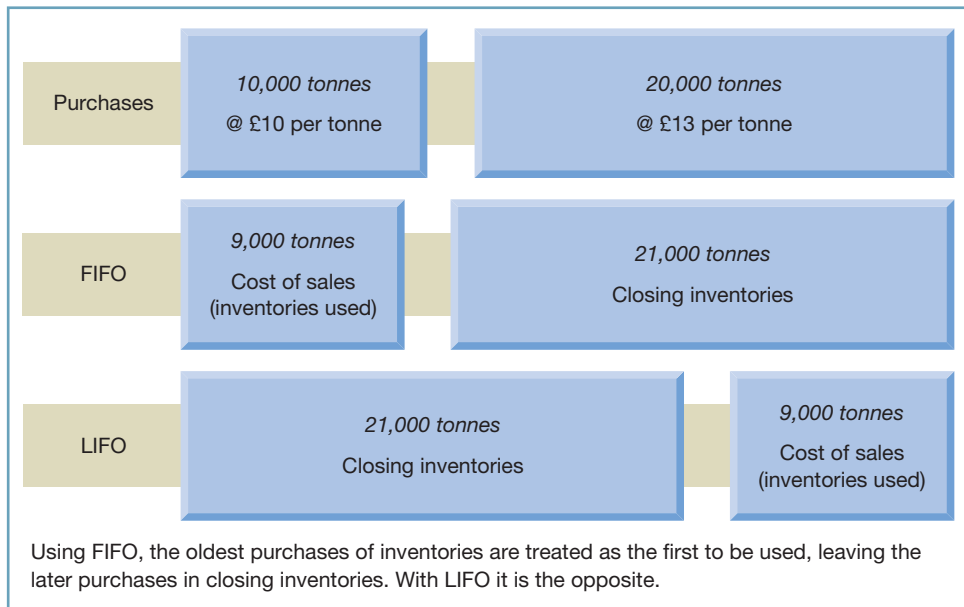 Purchases
10,000 tonnes
@ £10 per tonne
20,000 tonnes
@ £13 per tonne
FIFO
9,000 tonnes
Cost of sales
(inventories used)
21,000 tonnes
Closing inventories
LIFO
21,000 tonnes
Closing inventories
9,000 tonnes
Cost of sales
(inventories used)
Using FIFO, the oldest purchases of inventories are treated as the first to be used, leaving the
later purchases in closing inventories. With LIFO it is the opposite.